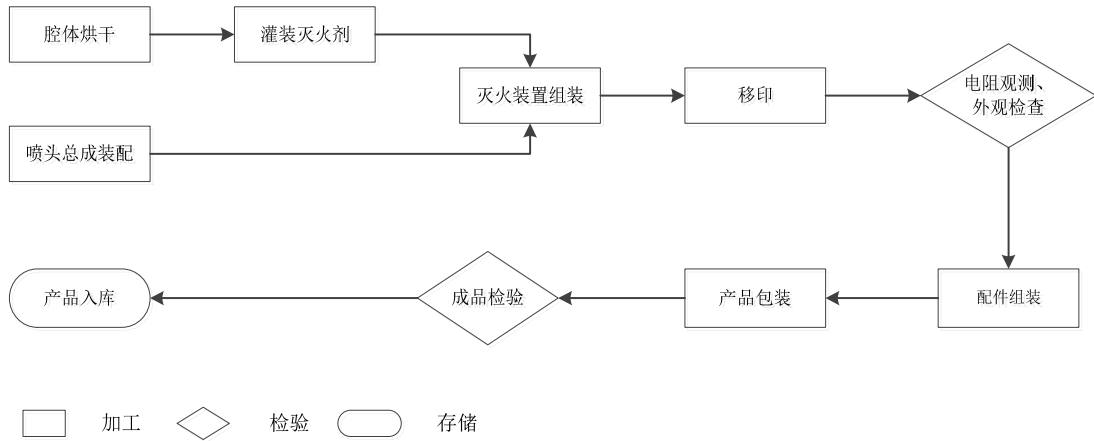 腔体烘干
灌装灭火剂
灭火装置组装
移印
电阻观测、
外观检查
喷头总成装配
产品入库
成品检验
产品包装
配件组装
加工
检验
存储